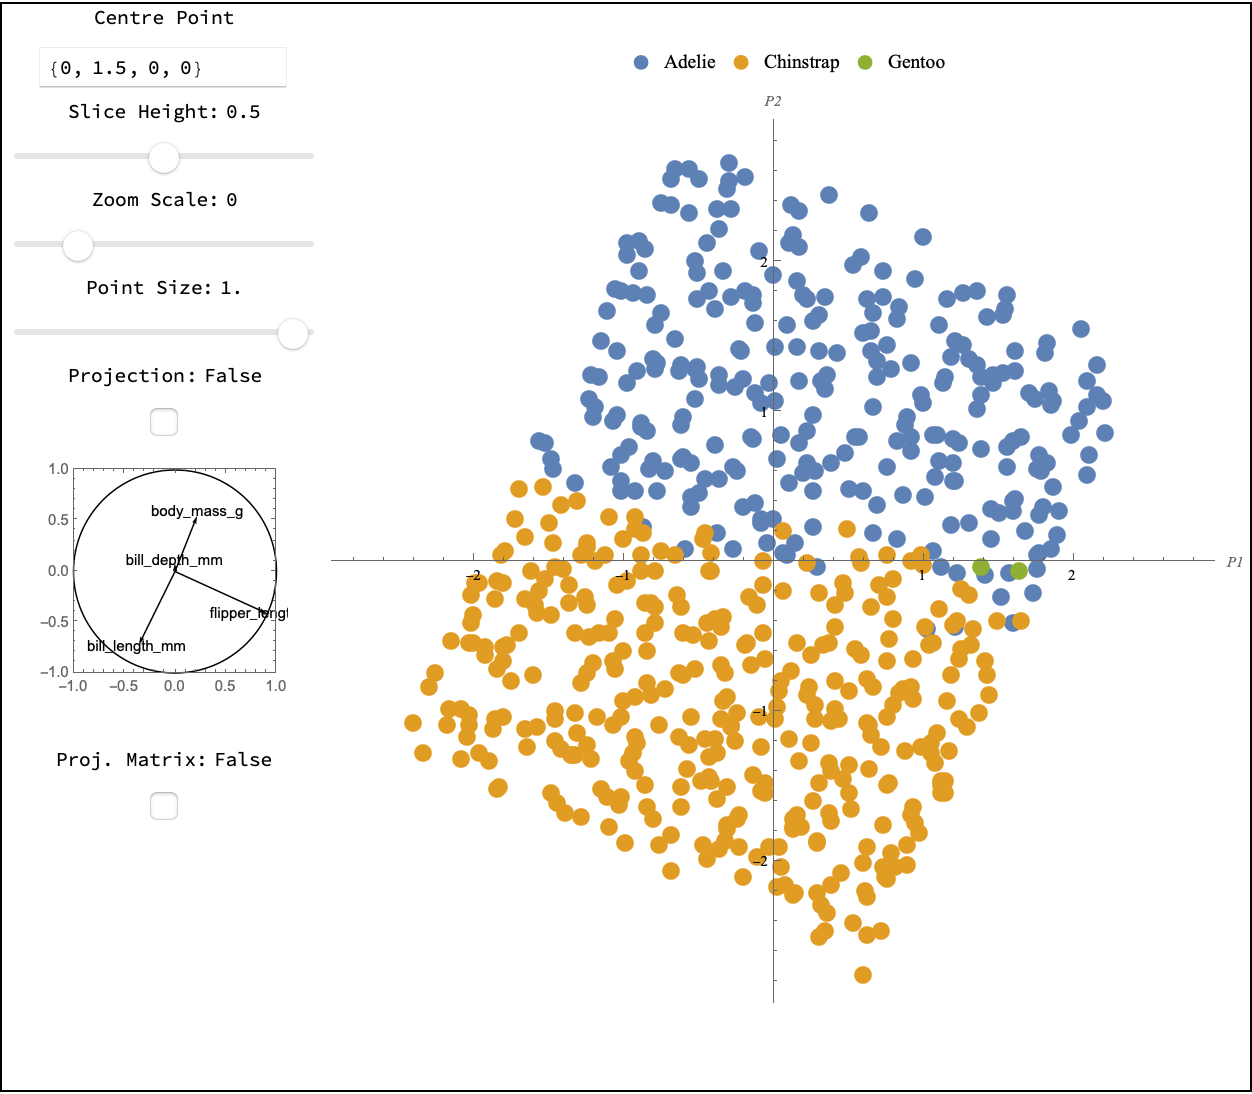 Centre Point
{0, 1.5, 0, 0}
Slice Height: 0.5
Zoom Scale: 0
Point Size: 1.
Projection: False
1.0
0.5
0.0
−0.5
−1.0
−1.0 −0.5 0.0 0.5 1.0
body_mass_g
bill_depth_mm
flipper_lengt
bill_length_mm
Proj. Matrix: False
Adelie Chinstrap Gentoo
P2
2
1
−2 −1 1 2 P1
−1
−2